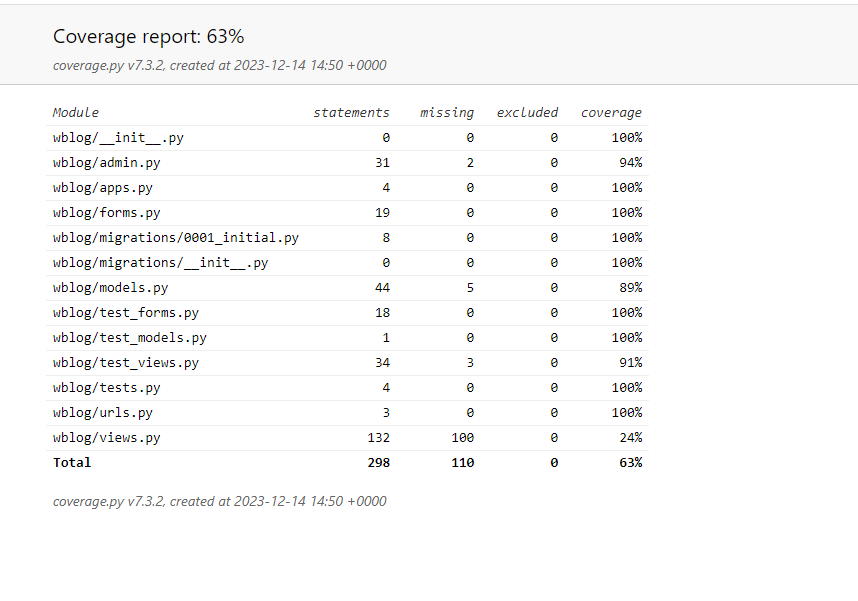 Coverage report: 63%
coverage.py v7.3.2, created at 2023-12-14 14:50 +0000
Module statements missing excluded coverage
wblog/__init__.py 0 0 0 100%
wblog/admin.py 31 2 0 94%
wblog/apps.py 4 0 0 100%
wblog/forms.py 19 0 0 100%
wblog/migrations/0001_initial.py 8 0 0 100%
wblog/migrations/__init__.py 0 0 0 100%
wblog/models.py 44 5 0 89%
wblog/test_forms.py 18 0 0 100%
wblog/test_models.py 1 0 0 100%
wblog/test_views.py 34 3 0 91%
wblog/tests.py 4 0 0 100%
wblog/urls.py 3 0 0 100%
wblog/views.py 132 100 0 24%
Total 298 110 0 63%
coverage.py v7.3.2, created at 2023-12-14 14:50 +0000